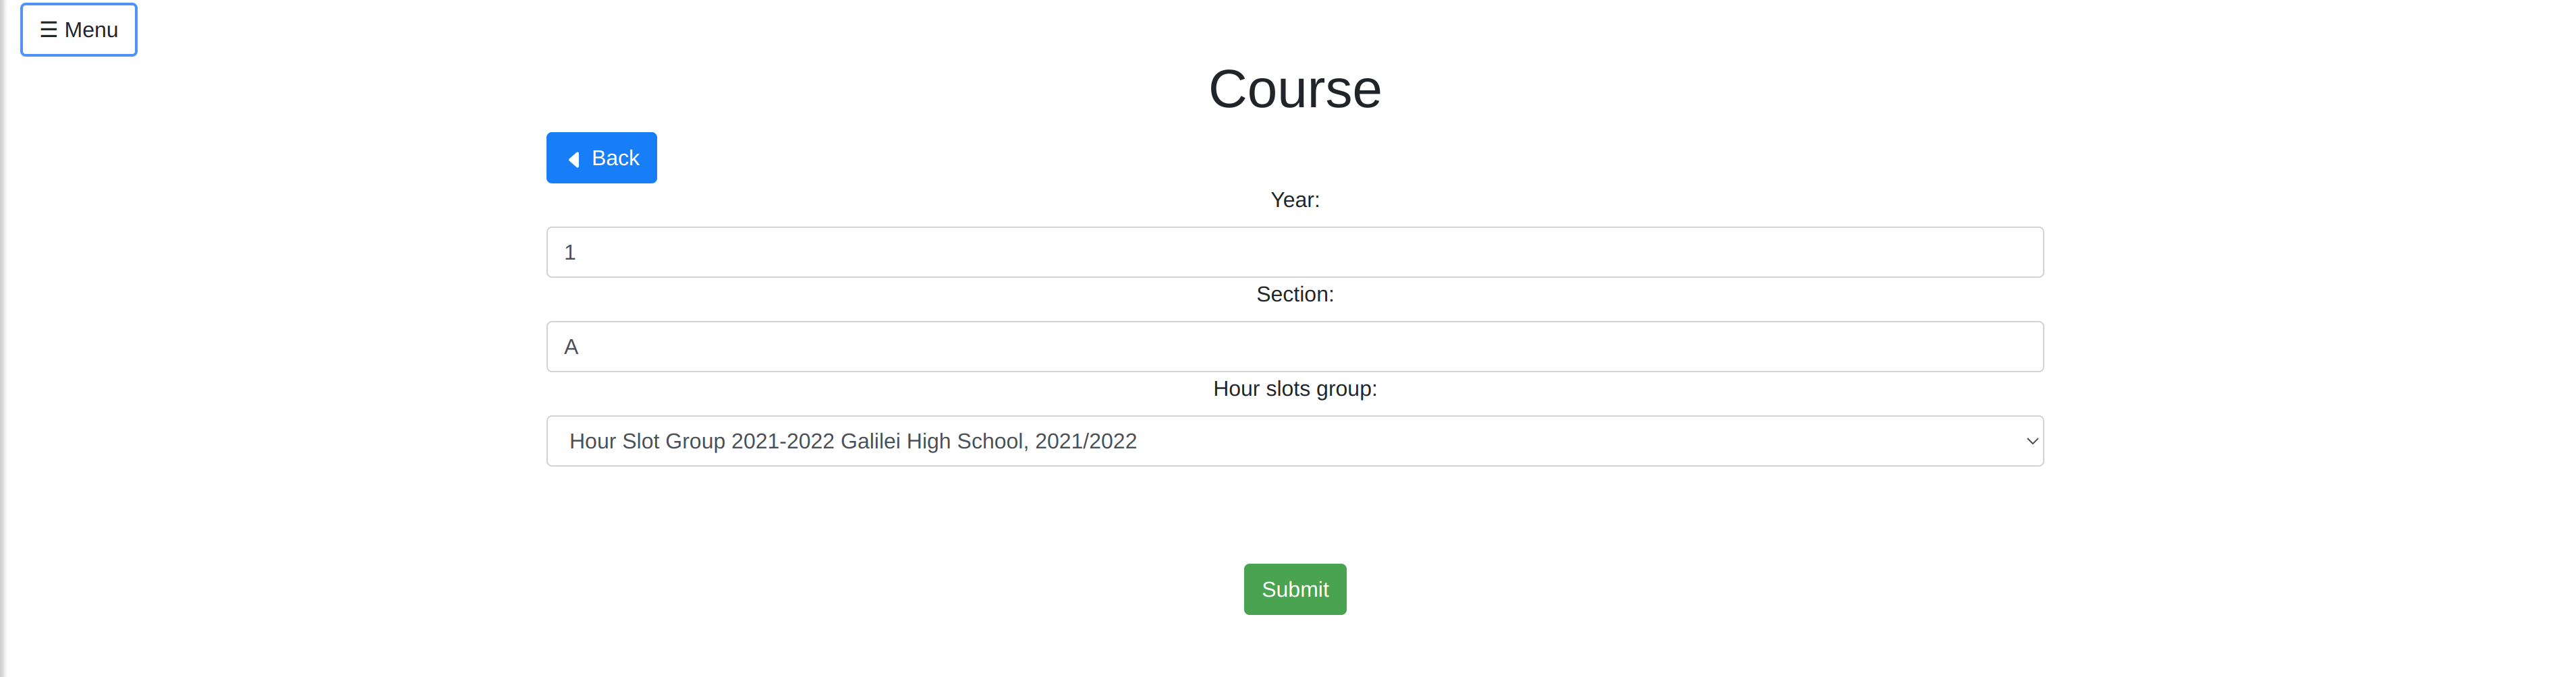 ☰ Menu
Course
Back
Year:
1
Section:
A
Hour slots group:
Hour Slot Group 2021-2022 Galilei High School, 2021/2022
Submit